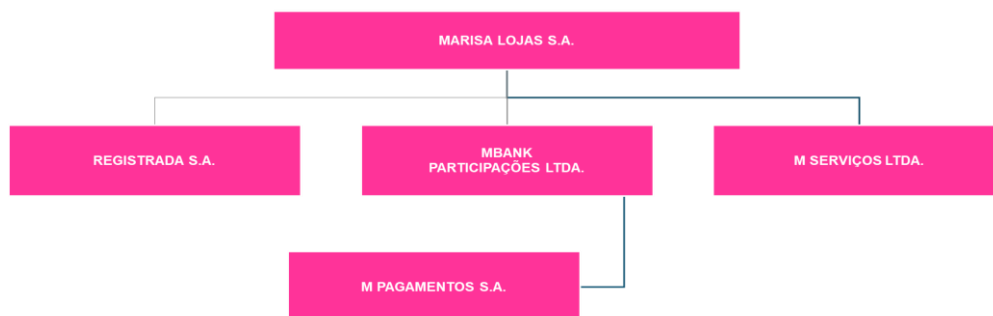 MARISA LOJAS S.A.
REGISTRADA S.A.
MBANK
PARTICIPAÇÕES LTDA.
M SERVIÇOS LTDA.
M PAGAMENTOS S.A.